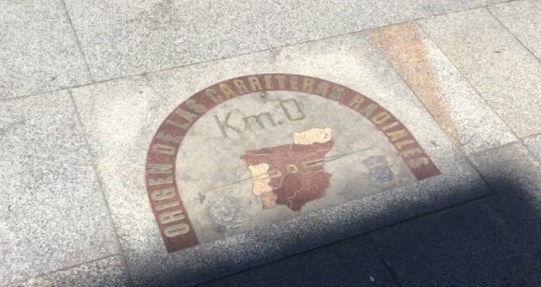 ORIGEN DE LAS CARRETERAS RADIALES
Km.0